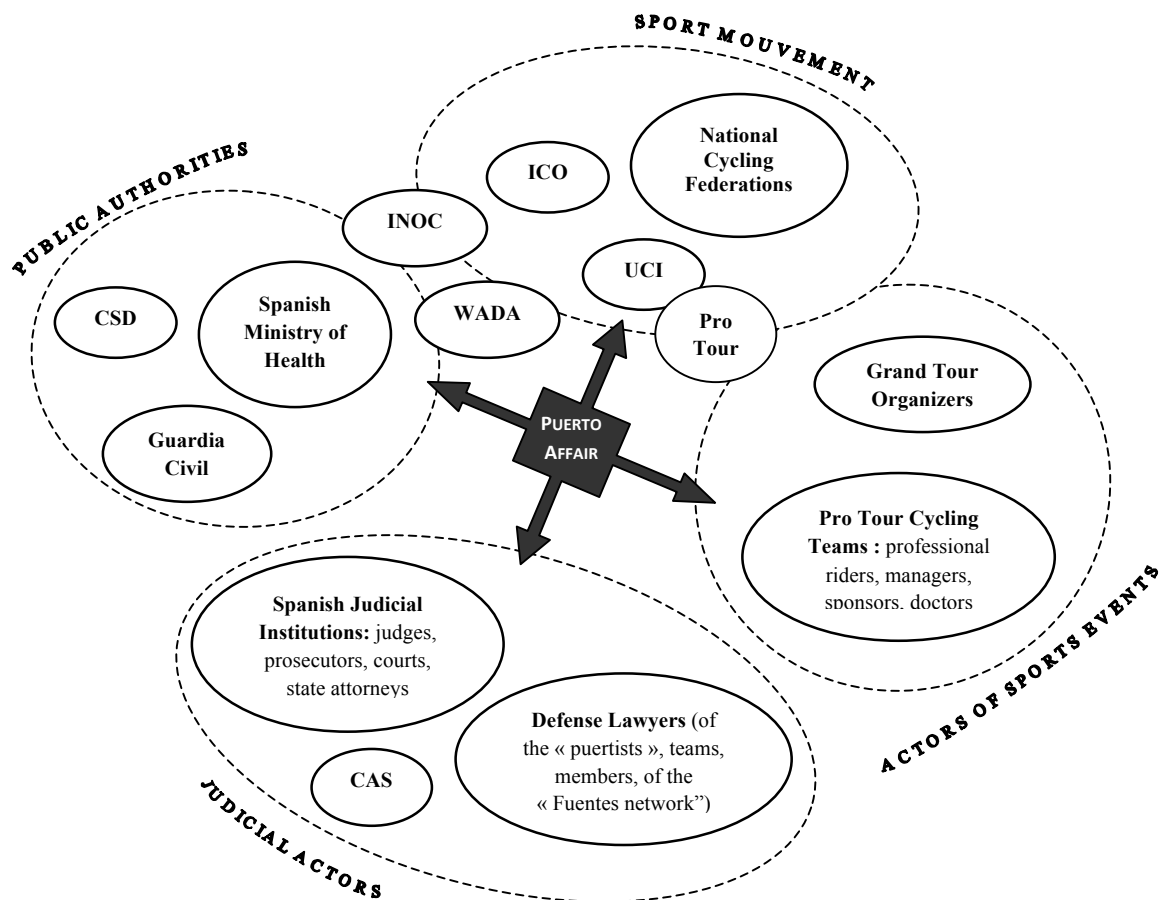 SPORT MOUVEMENT
National
Cycling
Federations
ICO
PUBLIC AUTHORITIES
INOC
UCI
CSD
Spanish
Ministry of
Health
WADA
Pro
Tour
Grand Tour
Organizers
PUERTO
AFFAIR
Guardia
Civil
Pro Tour Cycling
Teams : professional
riders, managers,
sponsors, doctors
ACTORS OF SPORTS EVENTS
Spanish Judicial
Institutions: judges,
prosecutors, courts,
state attorneys
Defense Lawyers (of
the « puertists », teams,
members, of the
« Fuentes network”)
CAS
JUDICIAL ACTORS